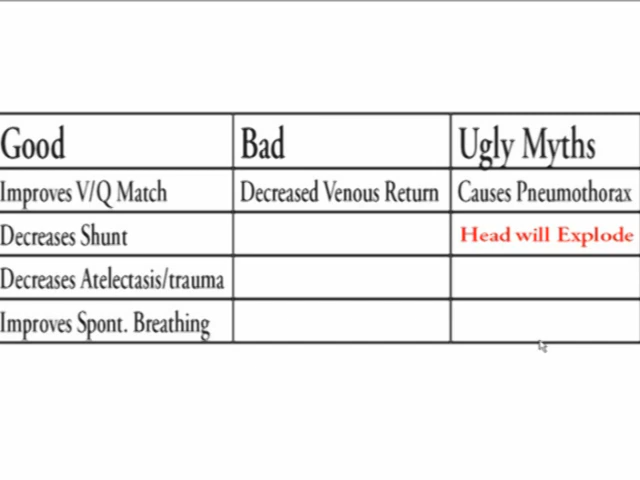 Good Bad Ugly Myths
Improves V/Q Match Decreased Venous Return Causes Pneumothorax
Decreases Shunt Head will Explode
Decreases Atelectasis/trauma
Improves Spont. Breathing